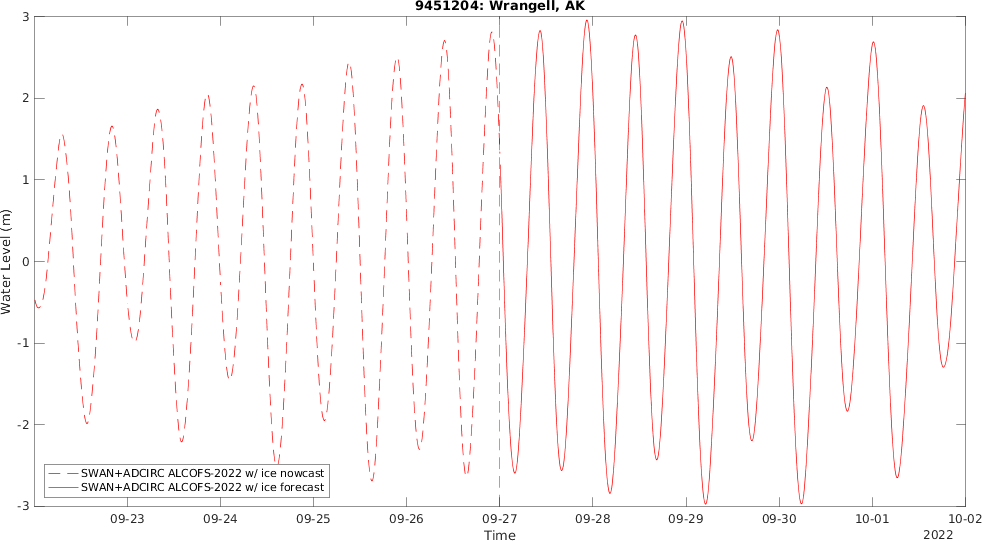 9451204: Wrangell, AK
3
2
1
0
-1
-2
-3
Water Level (m)
SWAN+ADCIRC ALCOFS-2022 w/ ice nowcast
SWAN+ADCIRC ALCOFS-2022 w/ ice forecast
09-23 09-24 09-25 09-26 09-27 09-28 09-29 09-30 10-01 10-02
Time
2022